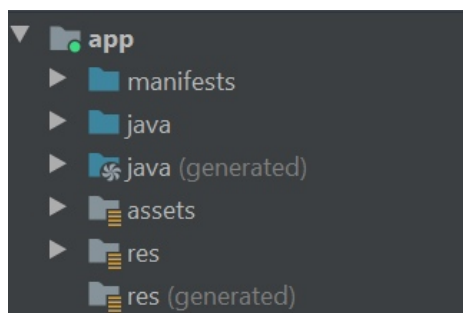 app
manifests
java
java (generated)
assets
res
res (generated)